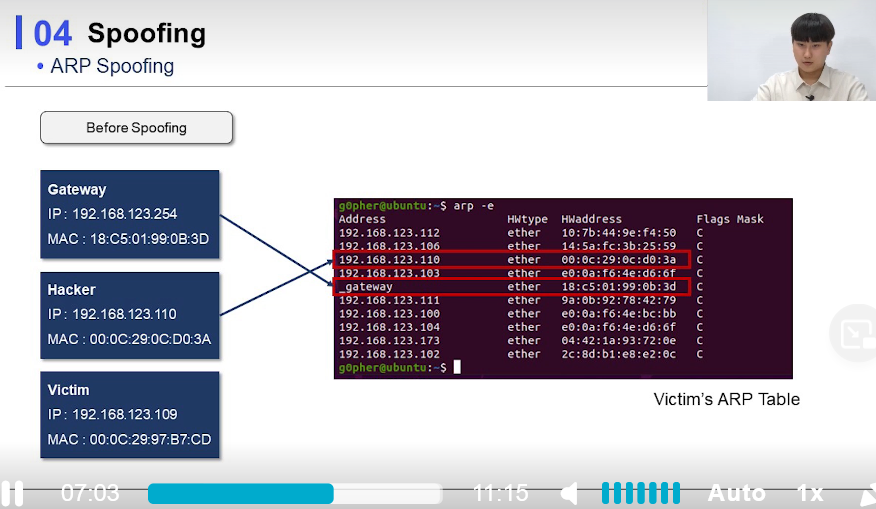 04 Spoofing
• ARP Spoofing
Before Spoofing
Gateway
IP : 192.168.123.254
MAC : 18:C5:01:99:0B:3D
Hacker
IP : 192.168.123.110
MAC : 00:0C:29:0C:D0:3A
Victim
IP : 192.168.123.109
MAC : 00:0C:29:97:B7:CD
g0pher@ubuntu:~$ arp -e
Address HWtype HWaddress Flags Mask
192.168.123.112 ether 10:7b:44:9e:f4:50 C
192.168.123.106 ether 14:5a:fc:3b:25:59 C
192.168.123.110 ether 00:0c:29:0c:d0:3a C
192.168.123.103 ether e0:0a:f6:4e:d6:6f C
_gateway ether 18:c5:01:99:0b:3d C
192.168.123.111 ether 9a:0b:92:78:42:79 C
192.168.123.100 ether e0:0a:f6:4e:bc:bb C
192.168.123.104 ether e0:0a:f6:4e:d6:6f C
192.168.123.173 ether 04:42:1a:93:72:0e C
192.168.123.102 ether 2c:8d:b1:e8:e2:0c C
g0pher@ubuntu:~$
Victim's ARP Table
07:03 11:15 Auto 1x